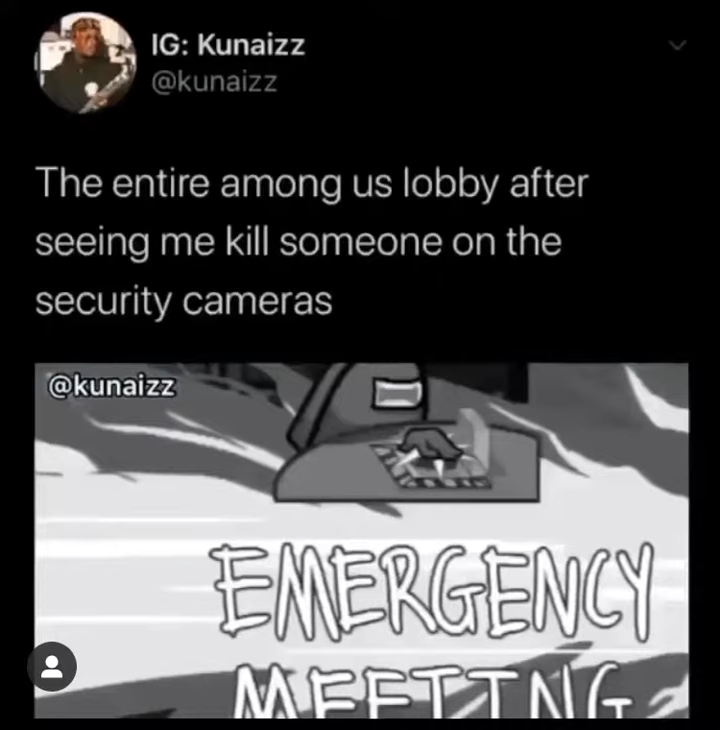 IG: Kunaizz
@kunaizz
The entire among us lobby after
seeing me kill someone on the
security cameras
@kunaizz
EMERGENCY
MEETING